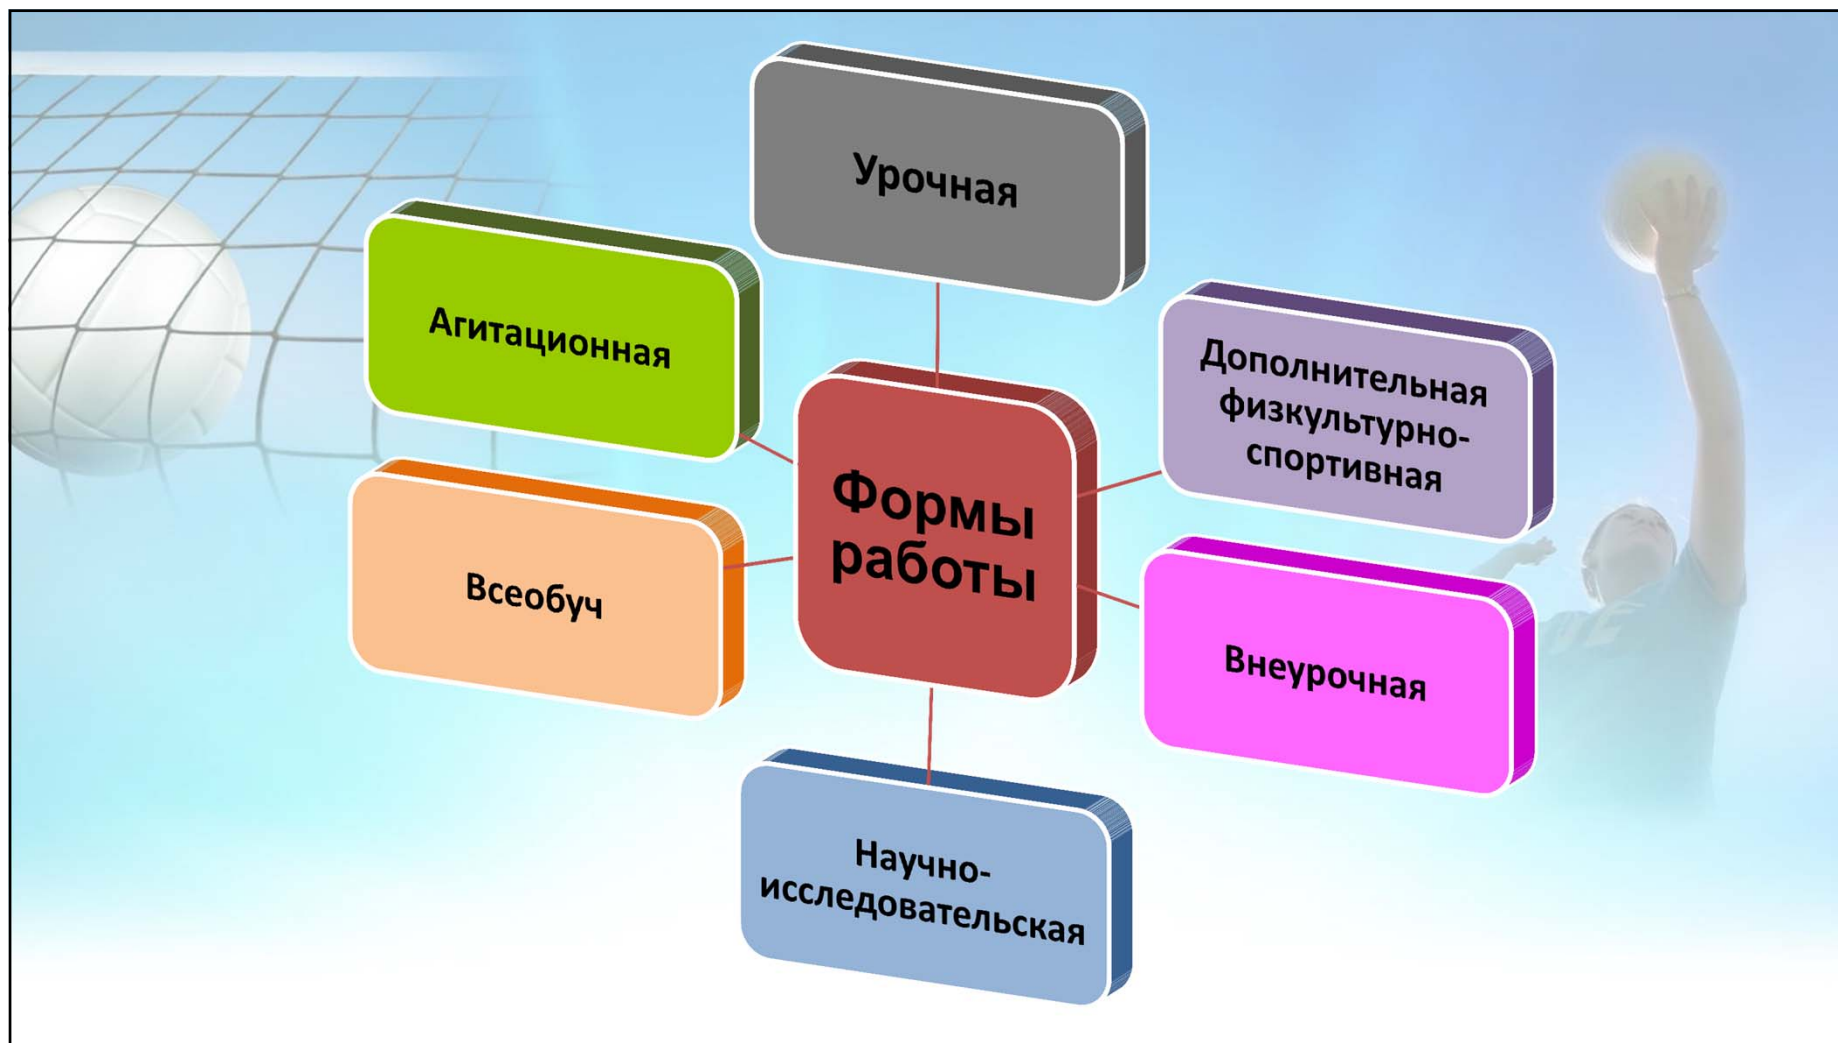 Урочная
Агитационная
Дополнительная
физкультурно-
спортивная
Формы
работы
Всеобуч
Внеурочная
Научно-
исследовательская